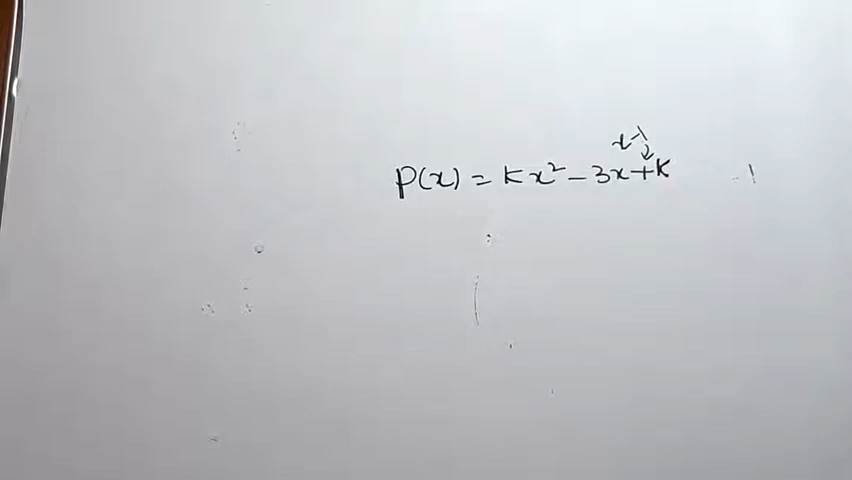 x-1
P(x) = Kx² - 3x + K